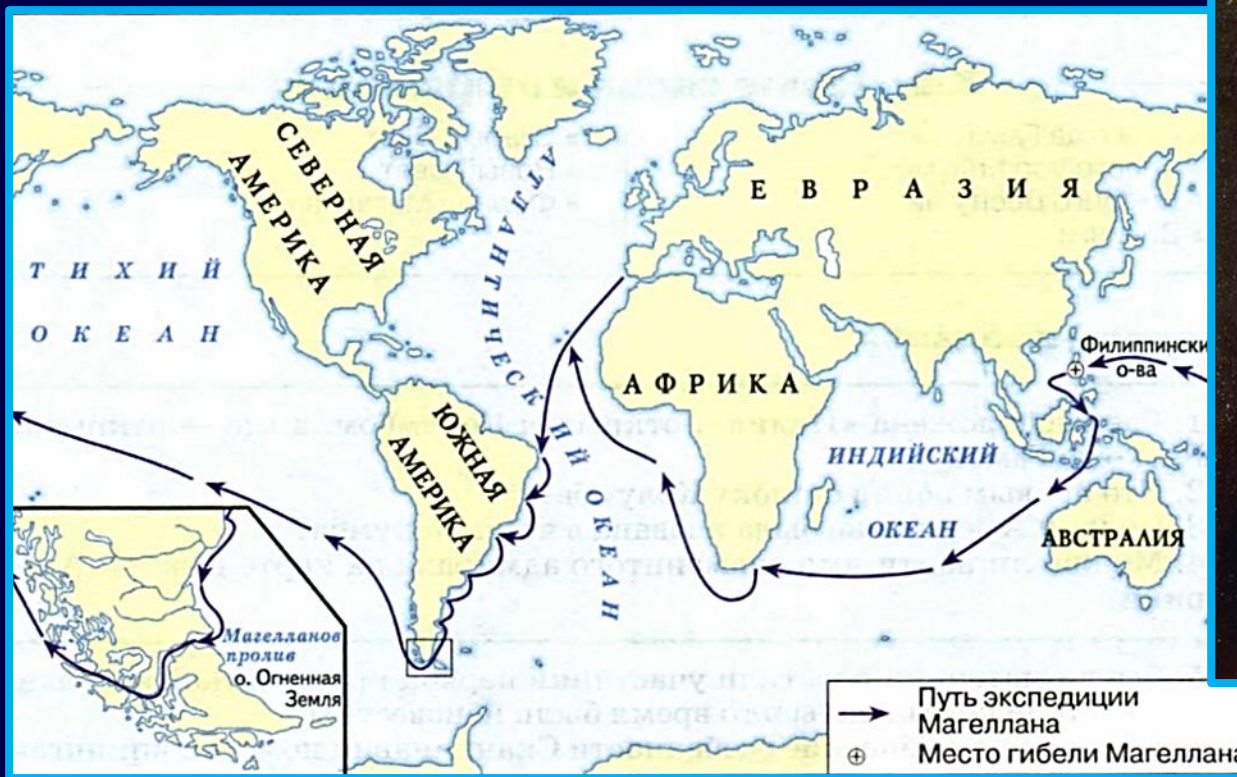 СЕВЕРНАЯ
АМЕРИКА
ТИХИЙ
ОКЕАН
АТЛАНТИЧЕСКИЙ ОКЕАН
ЕВРАЗИЯ
АФРИКА
Филиппински
о-ва
ЮЖНАЯ
АМЕРИКА
ИНДИЙСКИЙ
ОКЕАН
АВСТРАЛИЯ
Магелланов
пролив
о. Огненная
Земля
Путь экспедиции
Магеллана
Место гибели Магеллана